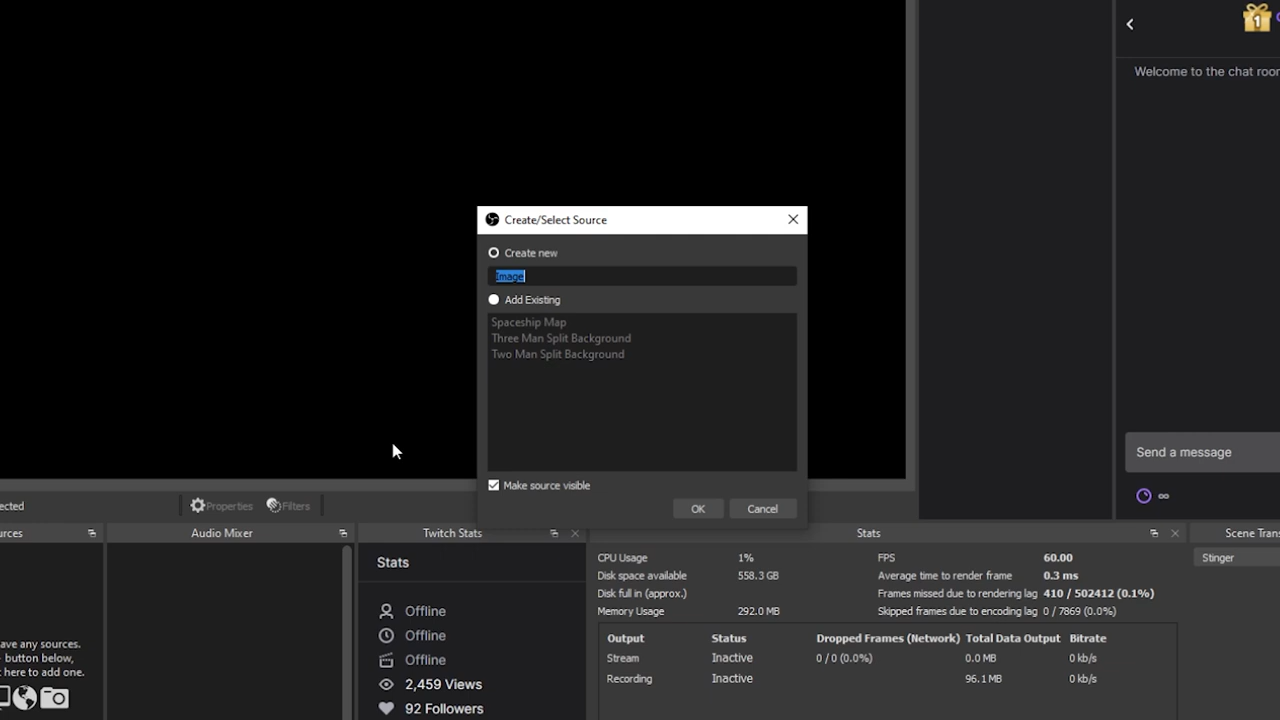 1
Welcome to the chat roon
Create/Select Source
Create new
Image
Add Existing
Spaceship Map
Three Man Split Background
Two Man Split Background
Make source visible
OK
Cancel
Send a message
∞
ected
Properties
Filters
urces
Audio Mixer
Twitch Stats
Stats
Scene Trans
Stats
Offline
Offline
Offline
2,459 Views
92 Followers
CPU Usage 1%
Disk space available 558.3 GB
Disk full in (approx.)
Memory Usage 292.0 MB
FPS 60.00
Average time to render frame 0.3 ms
Frames missed due to rendering lag 410 / 502412 (0.1%)
Skipped frames due to encoding lag 0 / 7869 (0.0%)
Output Status Dropped Frames (Network) Total Data Output Bitrate
Stream Inactive 0 / 0 (0.0%) 0.0 MB 0 kb/s
Recording Inactive 96.1 MB 0 kb/s
Stinger
ave any sources.
+ button below,
k here to add one.